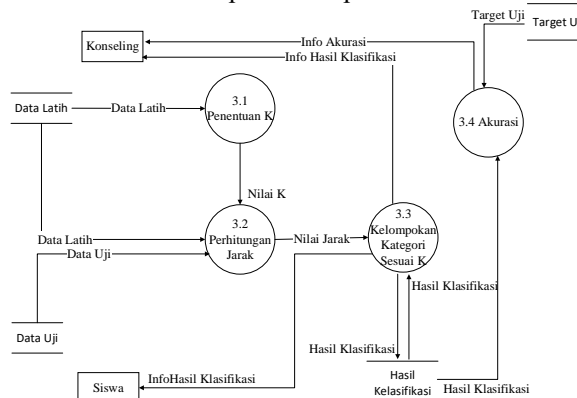 Target Uji
Target U
Info Akurasi
Konseling
Info Hasil Klasifikasi
3.1
Penentuan K
Data Latih
Data Latih
3.4 Akurasi
Nilai K
3.2
Perhitungan
Jarak
Nilai Jarak
3.3
Kelompokan
Kategori
Sesuai K
Data Latih
Data Uji
Hasil Klasifikasi
Data Uji
Hasil Klasifikasi
Hasil
Kelasifikasi
Hasil Klasifikasi
InfoHasil Klasifikasi
Siswa